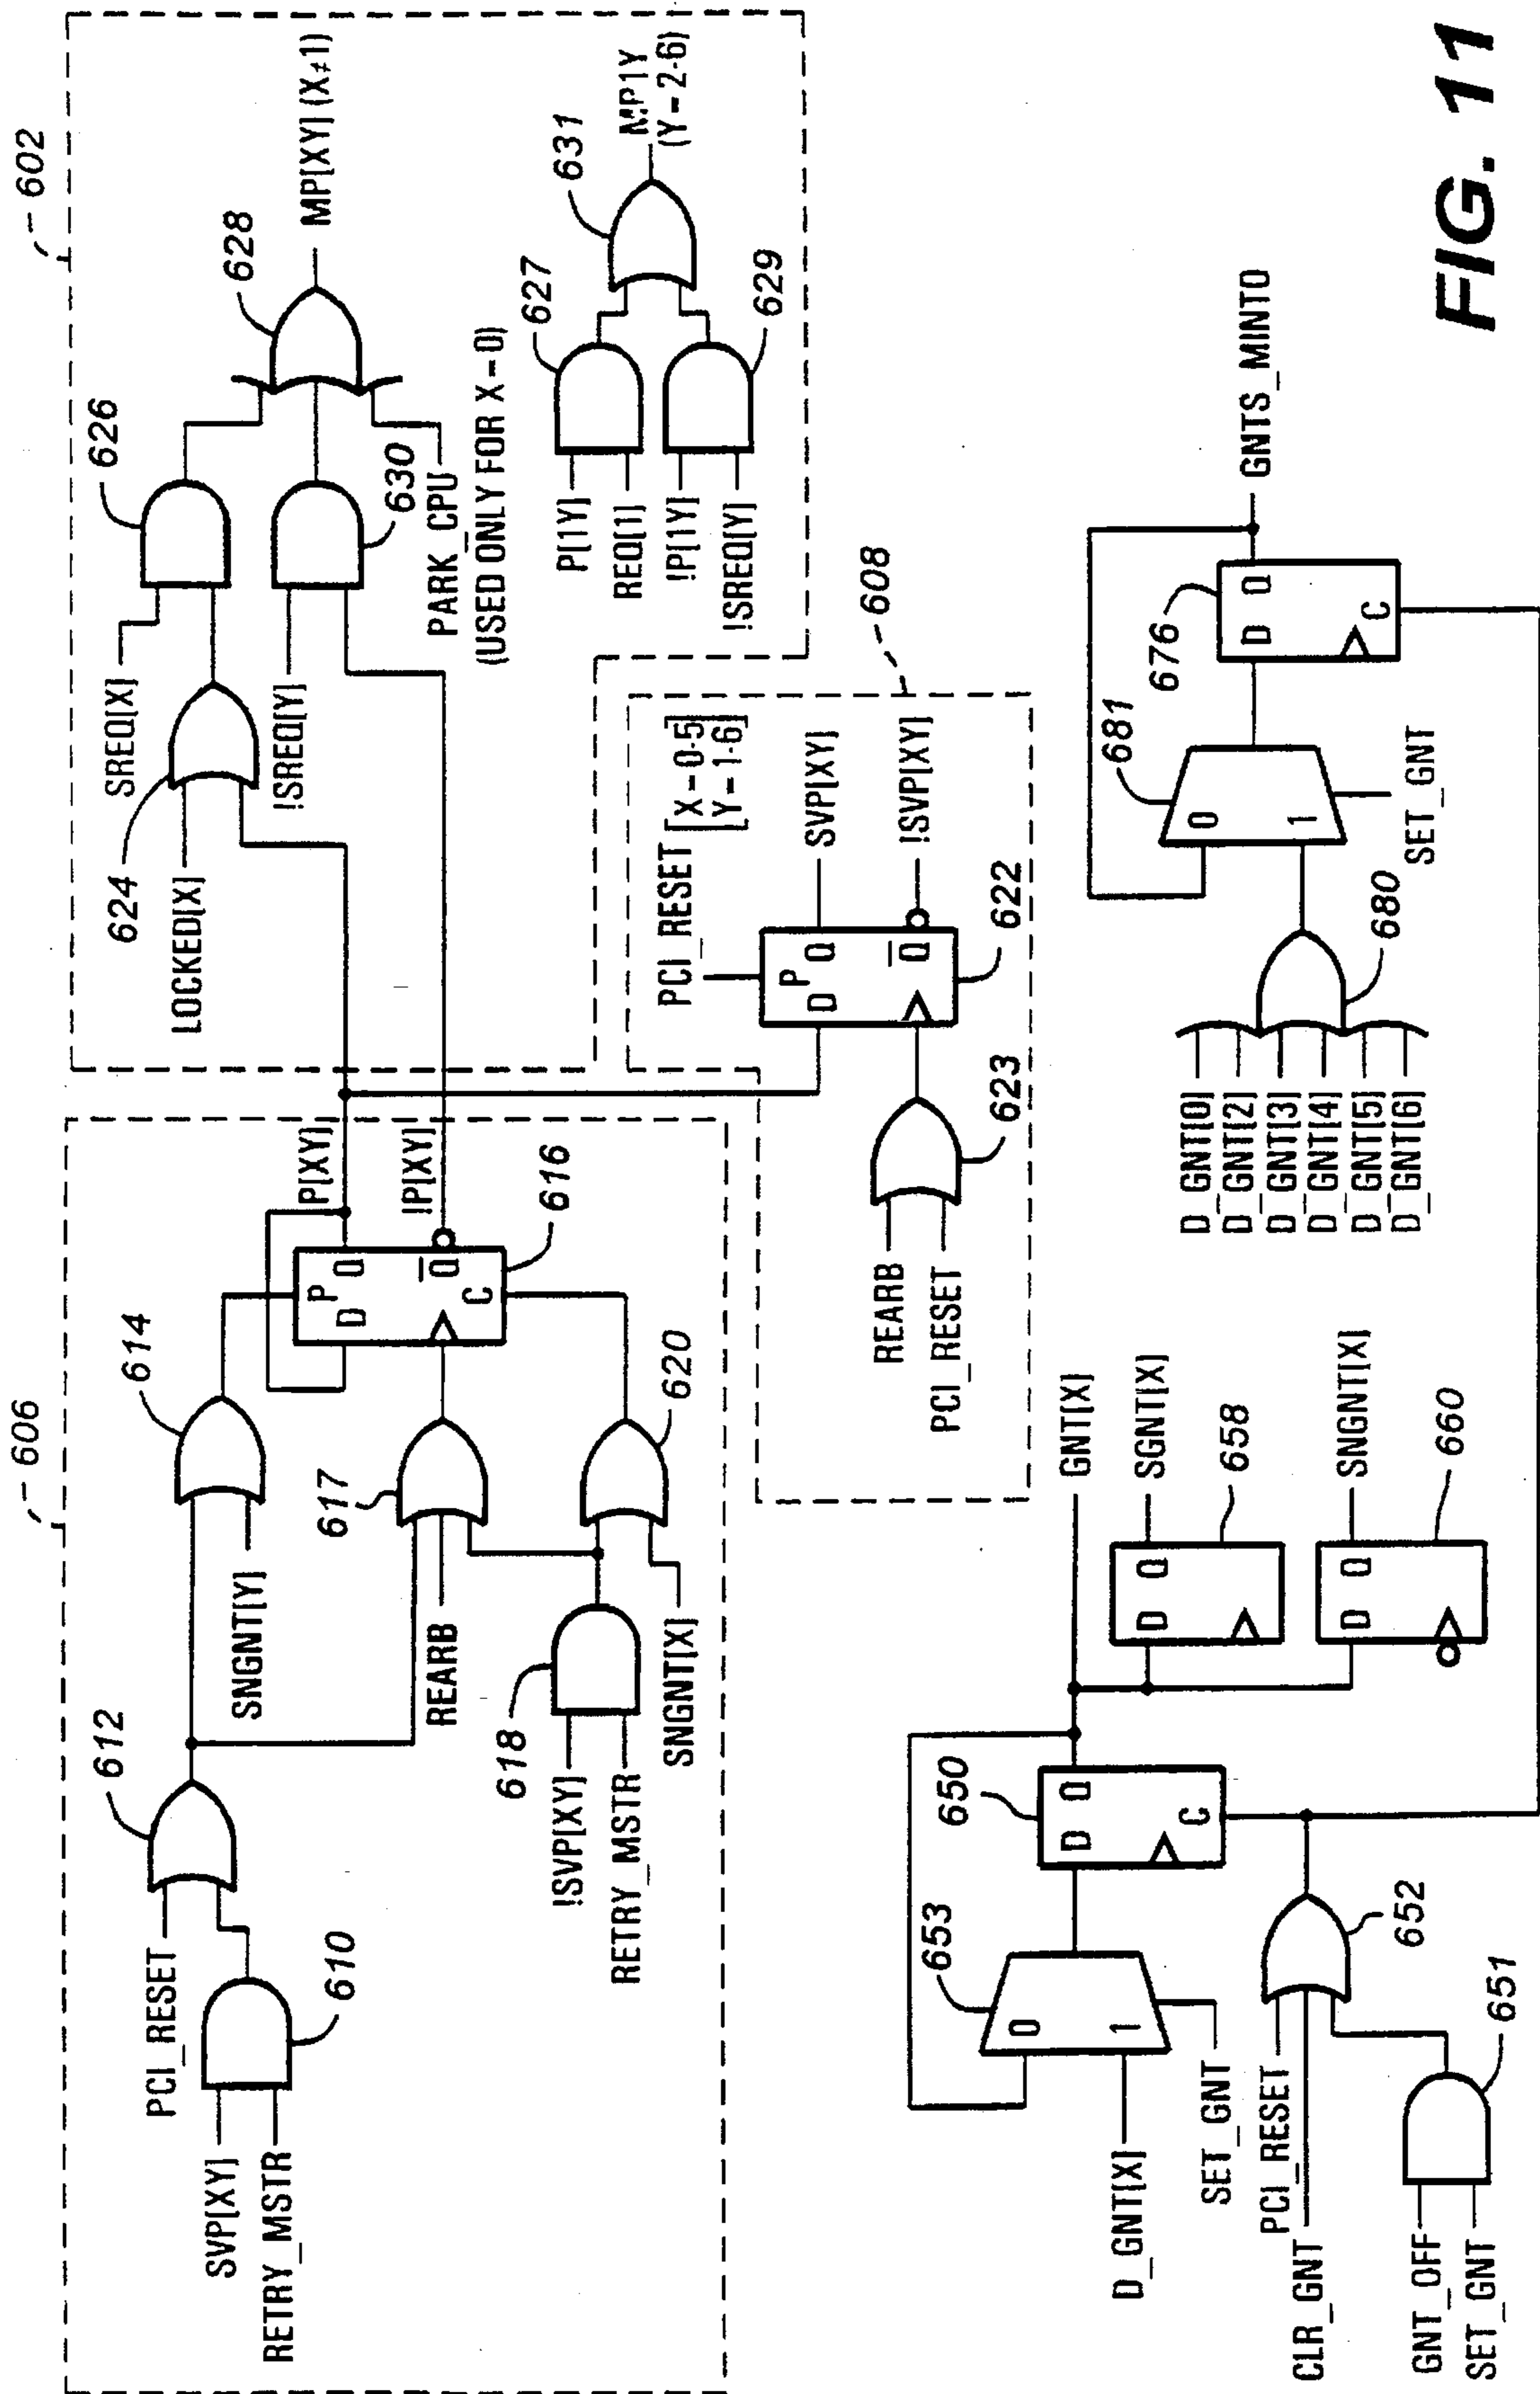 606
PCI_RESET
SVP[XY]
RETRY_MSTR
610
612
614
SNGNT[Y]
617
REARB
!SVP[XY]
RETRY_MSTR
618
SNGNT[X]
620
P
D
Q
Q
C
616
P[XY]
!P[XY]
602
LOCKED[X]
624
SREQ[X]
!SREQ[Y]
626
630
628
MP[XY] (X≠1)
PARK_CPU
(USED ONLY FOR X=0)
P[1Y]
REQ[1]
!P[1Y]
!SREQ[Y]
627
629
631
MP1Y
(Y=2-6)
608
PCI_RESET
[X=0-5]
[Y=1-6]
REARB
PCI_RESET
623
P
D
Q
Q
622
SVP[XY]
!SVP[XY]
D_GNT[X]
SET_GNT
653
0
1
PCI_RESET
CLR_GNT
GNT_OFF
SET_GNT
651
652
650
D
Q
C
GNT[X]
D
Q
SGNT[X]
658
D
Q
SNGNT[X]
660
D_GNT[0]
D_GNT[2]
D_GNT[3]
D_GNT[4]
D_GNT[5]
D_GNT[6]
680
681
0
1
SET_GNT
676
D
Q
C
GNTS_MINTO
FIG. 11